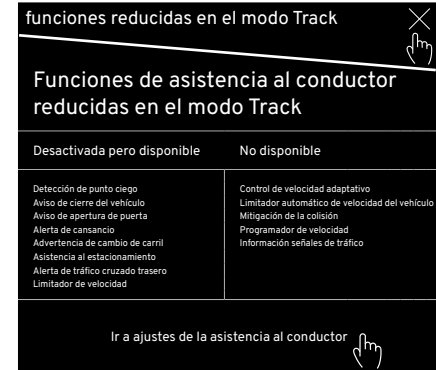 funciones reducidas en el modo Track
Funciones de asistencia al conductor
reducidas en el modo Track
Desactivada pero disponible
No disponible
Detección de punto ciego
Aviso de cierre del vehículo
Aviso de apertura de puerta
Alerta de cansancio
Advertencia de cambio de carril
Asistencia al estacionamiento
Alerta de tráfico cruzado trasero
Limitador de velocidad
Control de velocidad adaptativo
Limitador automático de velocidad del vehículo
Mitigación de la colisión
Programador de velocidad
Información señales de tráfico
Ir a ajustes de la asistencia al conductor